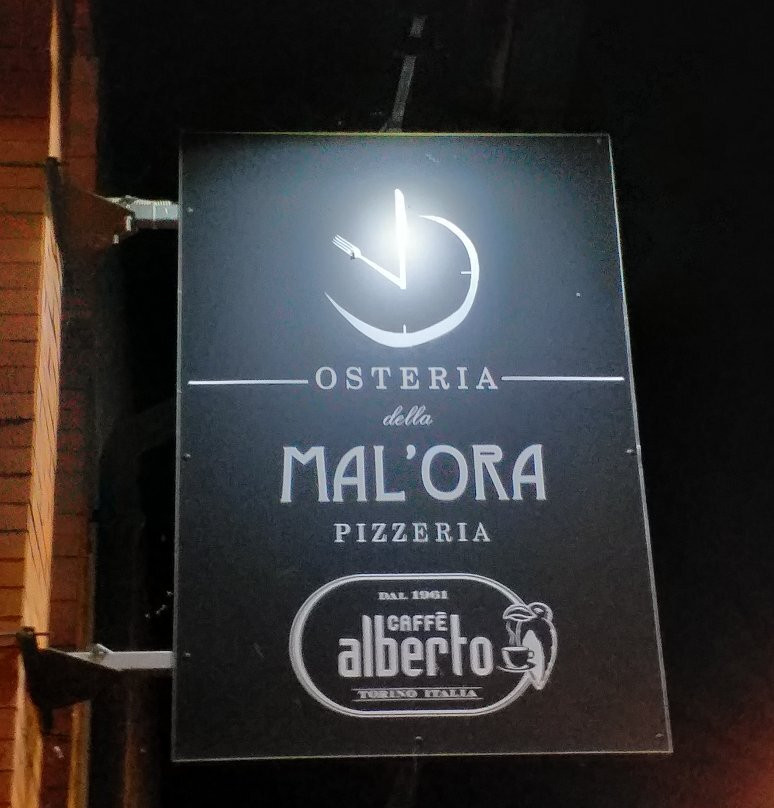 OSTERIA
della
MAL'ORA
PIZZERIA
DAL 1961
CAFFÈ
alberto
TORINO ITALIA